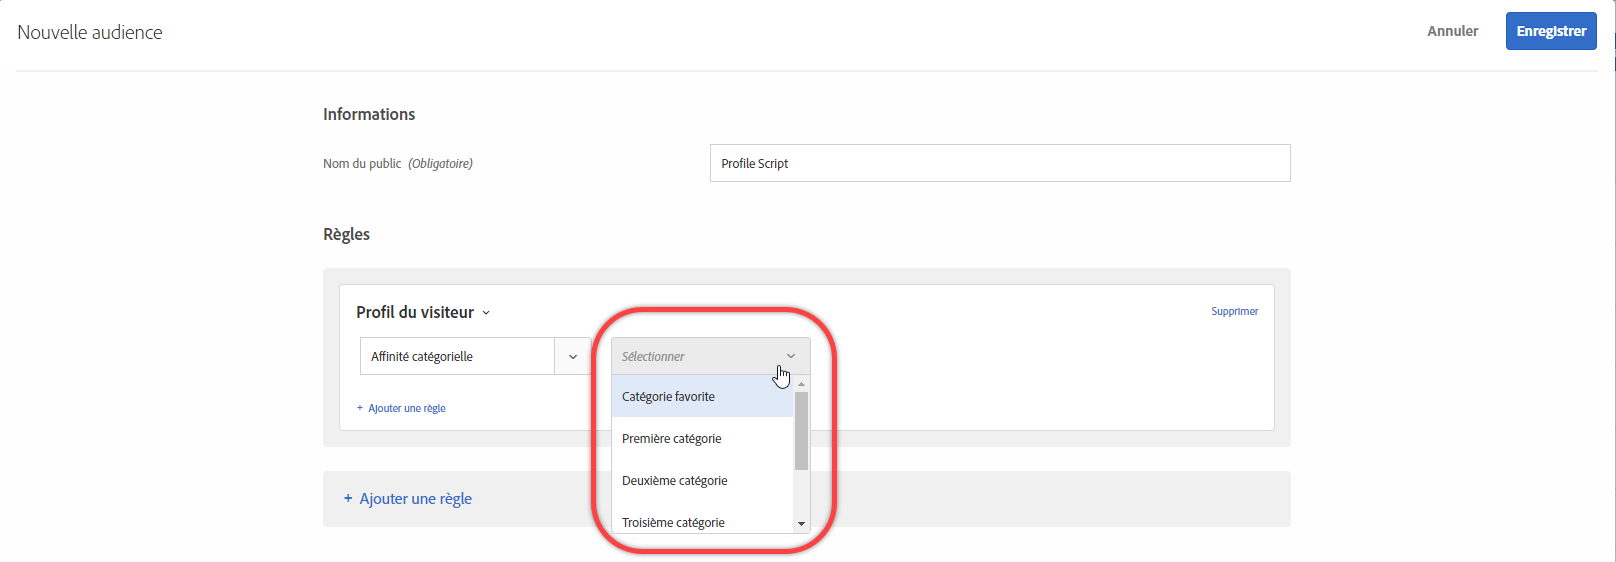 Nouvelle audience
Annuler
Enregistrer
Informations
Nom du public (Obligatoire)
Profile Script
Règles
Profil du visiteur
Supprimer
Affinité catégorielle
Sélectionner
Catégorie favorite
+ Ajouter une règle
Première catégorie
Deuxième catégorie
+ Ajouter une règle
Troisième catégorie